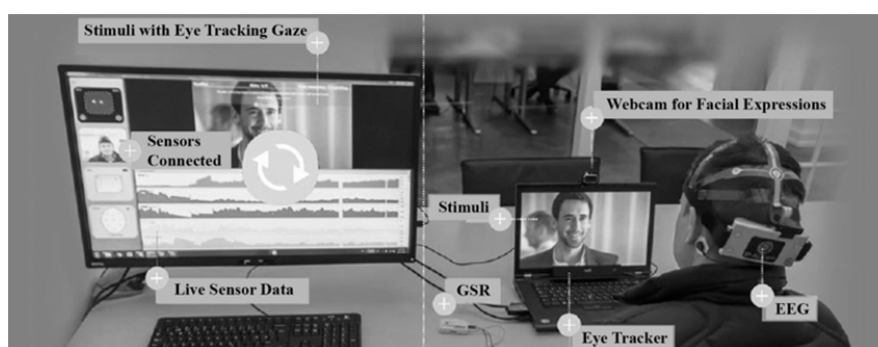 Stimuli with Eye Tracking Gaze
Sensors
Connected
Live Sensor Data
Webcam for Facial Expressions
Stimuli
GSR
Eye Tracker
EEG